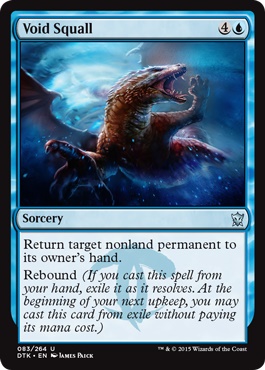 Void Squall 4
Sorcery
Return target nonland permanent to
its owner's hand.
Rebound (If you cast this spell from
your hand, exile it as it resolves. At the
beginning of your next upkeep, you may
cast this card from exile without paying
its mana cost.)
083/264 U
DTK • EN James Paick
™ & © 2015 Wizards of the Coast